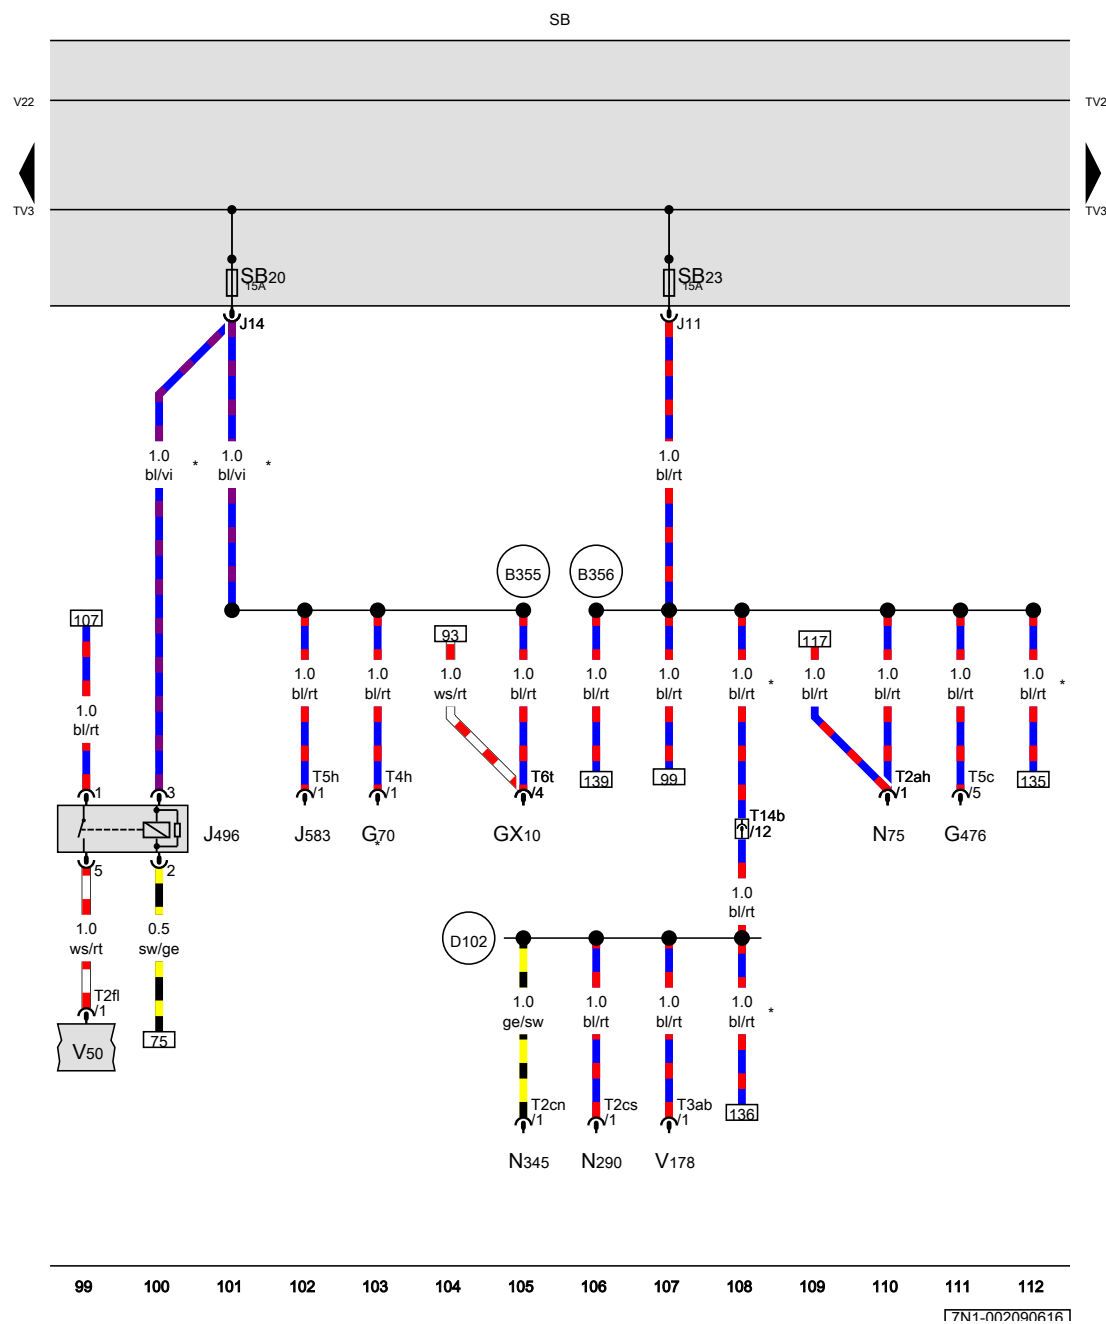 SB
V22
TV2
TV3
TV3
SB20
15A
SB23
15A
J14
J11
1.0
bl/vi
*
1.0
bl/vi
*
1.0
bl/rt
B355
B356
107
93
117
1.0
bl/rt
1.0
bl/rt
1.0
bl/rt
1.0
ws/rt
1.0
bl/rt
1.0
bl/rt
1.0
bl/rt
1.0
bl/rt
*
1.0
bl/rt
1.0
bl/rt
1.0
bl/rt
1.0
bl/rt
*
T5h
/1
T4h
/1
T6t
/4
139
99
T2ah
/1
T5c
/5
135
1
3
T14b
/12
J496
J583
G70
*
GX10
N75
G476
5
2
1.0
bl/rt
1.0
ws/rt
0.5
sw/ge
D102
T2fl
/1
1.0
ge/sw
1.0
bl/rt
1.0
bl/rt
1.0
bl/rt
*
V50
75
T2cn
/1
T2cs
/1
T3ab
/1
136
N345
N290
V178
99 100 101 102 103 104 105 106 107 108 109 110 111 112
7N1-002090616